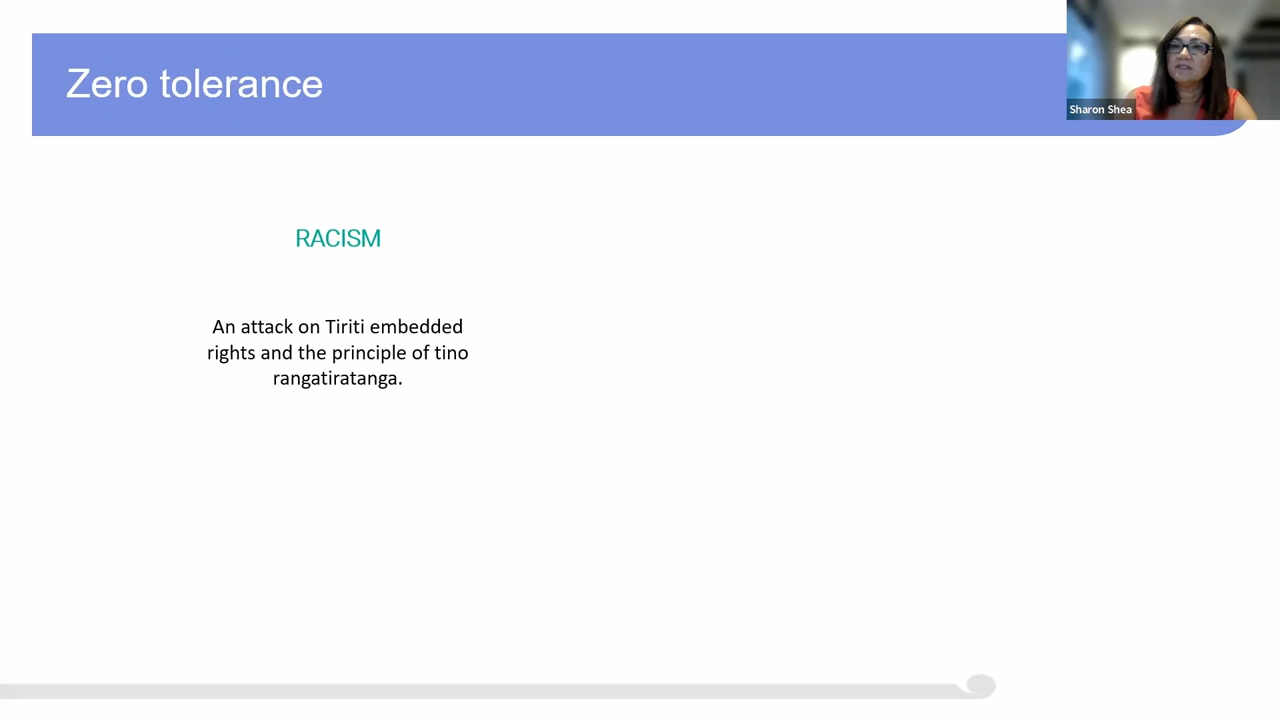 Zero tolerance
Sharon Shea
RACISM
An attack on Tiriti embedded
rights and the principle of tino
rangatiratanga.